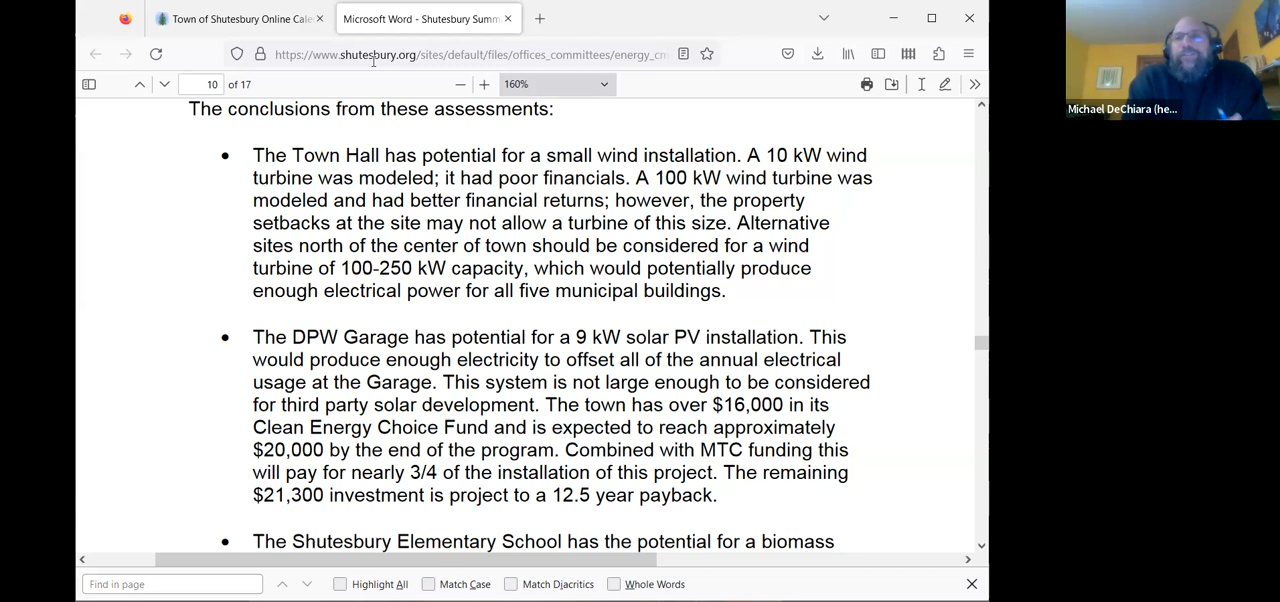 Town of Shutesbury Online Cale
Microsoft Word - Shutesbury Summ
https://www.shutesbury.org/sites/default/files/offices_committees/energy_cm
10 of 17
160%
Michael DeChiara (he...
The conclusions from these assessments:
• The Town Hall has potential for a small wind installation. A 10 kW wind
turbine was modeled; it had poor financials. A 100 kW wind turbine was
modeled and had better financial returns; however, the property
setbacks at the site may not allow a turbine of this size. Alternative
sites north of the center of town should be considered for a wind
turbine of 100-250 kW capacity, which would potentially produce
enough electrical power for all five municipal buildings.
• The DPW Garage has potential for a 9 kW solar PV installation. This
would produce enough electricity to offset all of the annual electrical
usage at the Garage. This system is not large enough to be considered
for third party solar development. The town has over $16,000 in its
Clean Energy Choice Fund and is expected to reach approximately
$20,000 by the end of the program. Combined with MTC funding this
will pay for nearly 3/4 of the installation of this project. The remaining
$21,300 investment is project to a 12.5 year payback.
• The Shutesbury Elementary School has the potential for a biomass
Find in page
Highlight All
Match Case
Match Diacritics
Whole Words